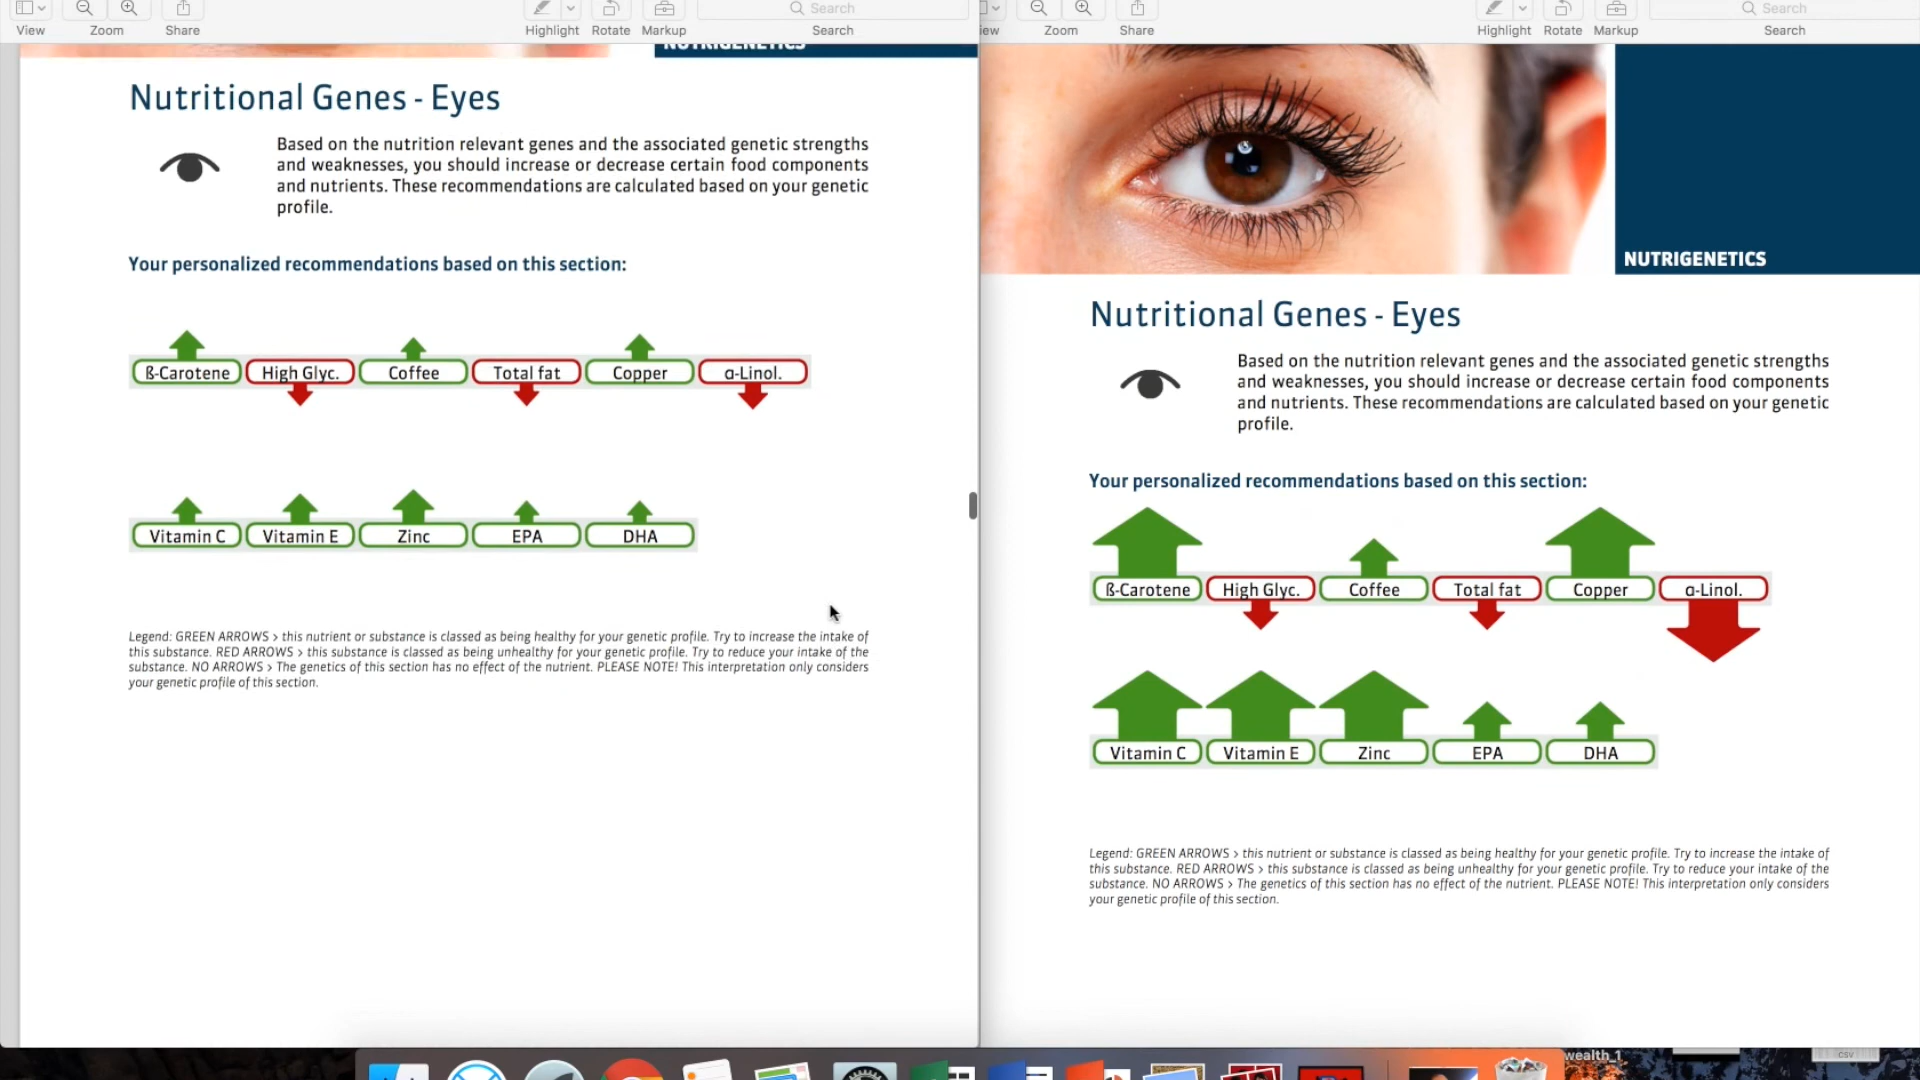 View
Zoom
Share
Highlight
Rotate
Markup
Search
Search
NUTRIGENETICS
Nutritional Genes - Eyes
Based on the nutrition relevant genes and the associated genetic strengths
and weaknesses, you should increase or decrease certain food components
and nutrients. These recommendations are calculated based on your genetic
profile.
Your personalized recommendations based on this section:
ß-Carotene
High Glyc.
Coffee
Total fat
Copper
α-Linol.
Vitamin C
Vitamin E
Zinc
EPA
DHA
Legend: GREEN ARROWS > this nutrient or substance is classed as being healthy for your genetic profile. Try to increase the intake of
this substance. RED ARROWS > this substance is classed as being unhealthy for your genetic profile. Try to reduce your intake of the
substance. NO ARROWS > The genetics of this section has no effect of the nutrient. PLEASE NOTE! This interpretation only considers
your genetic profile of this section.
iew
Zoom
Share
Highlight
Rotate
Markup
Search
Search
NUTRIGENETICS
Nutritional Genes - Eyes
Based on the nutrition relevant genes and the associated genetic strengths
and weaknesses, you should increase or decrease certain food components
and nutrients. These recommendations are calculated based on your genetic
profile.
Your personalized recommendations based on this section:
ß-Carotene
High Glyc.
Coffee
Total fat
Copper
α-Linol.
Vitamin C
Vitamin E
Zinc
EPA
DHA
Legend: GREEN ARROWS > this nutrient or substance is classed as being healthy for your genetic profile. Try to increase the intake of
this substance. RED ARROWS > this substance is classed as being unhealthy for your genetic profile. Try to reduce your intake of the
substance. NO ARROWS > The genetics of this section has no effect of the nutrient. PLEASE NOTE! This interpretation only considers
your genetic profile of this section.
wealth_1
csv